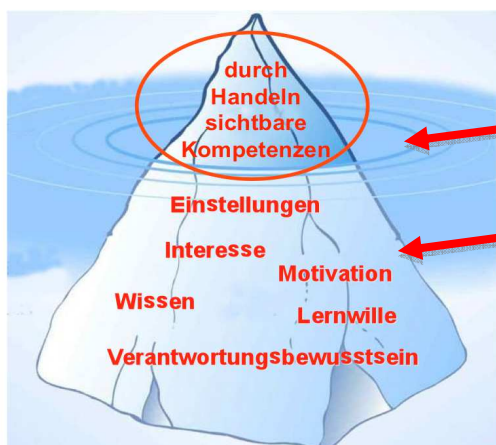 durch
Handeln
sichtbare
Kompetenzen
Einstellungen
Interesse
Motivation
Wissen
Lernwille
Verantwortungsbewusstsein